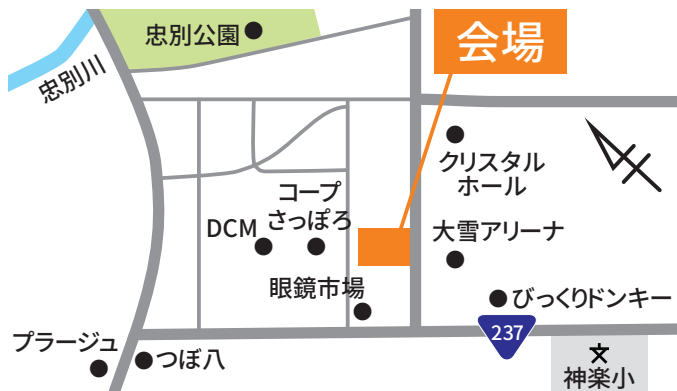 忠別公園
会場
忠別川
クリスタル
ホール
コープ
さっぽろ
DCM
大雪アリーナ
眼鏡市場
びっくりドンキー
237
プラージュ
つぼ八
文
神楽小